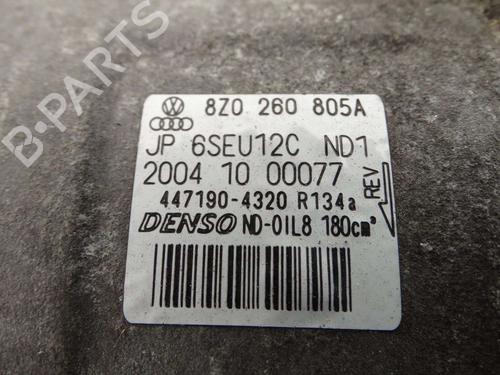 8Z0 260 805A
JP 6SEU12C ND1
2004 10 00077
REV
447190-4320 R134a
DENSO ND-OIL8 180cm³
B-PARTS